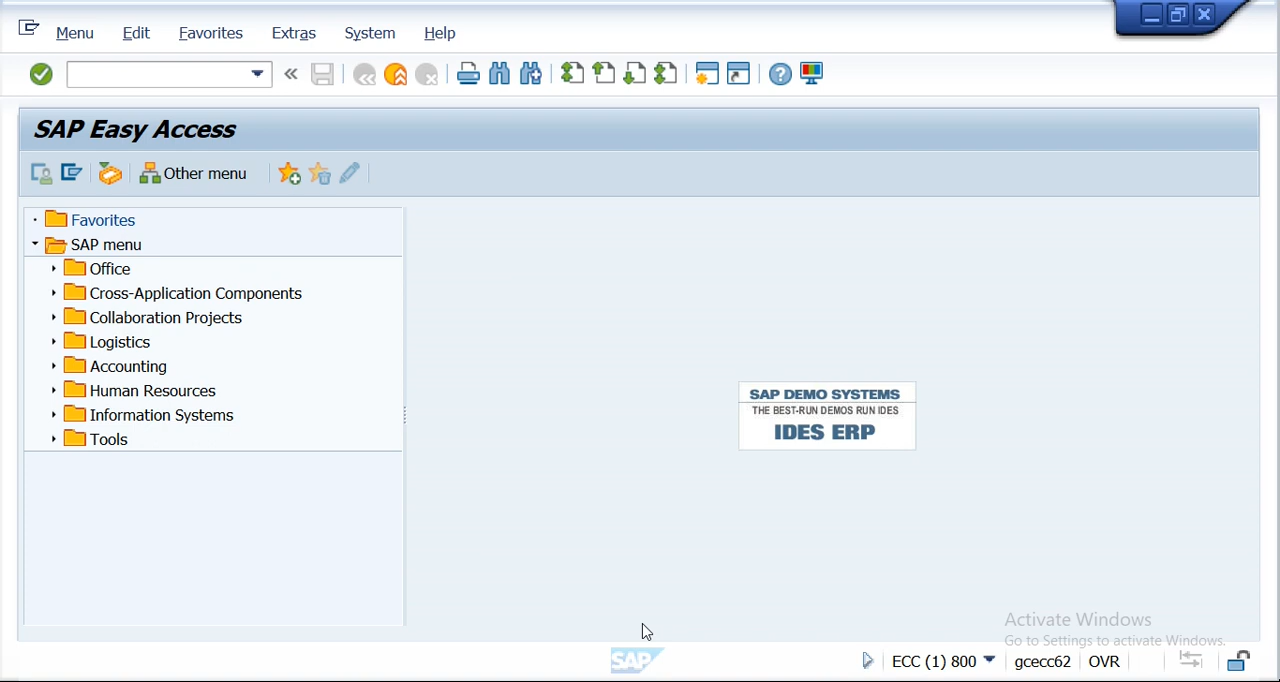 Menu Edit Favorites Extras System Help
SAP Easy Access
Other menu
Favorites
SAP menu
Office
Cross-Application Components
Collaboration Projects
Logistics
Accounting
Human Resources
Information Systems
Tools
SAP DEMO SYSTEMS
THE BEST-RUN DEMOS RUN IDES
IDES ERP
Activate Windows
Go to Settings to activate Windows.
SAP
ECC (1) 800 gcecc62 OVR